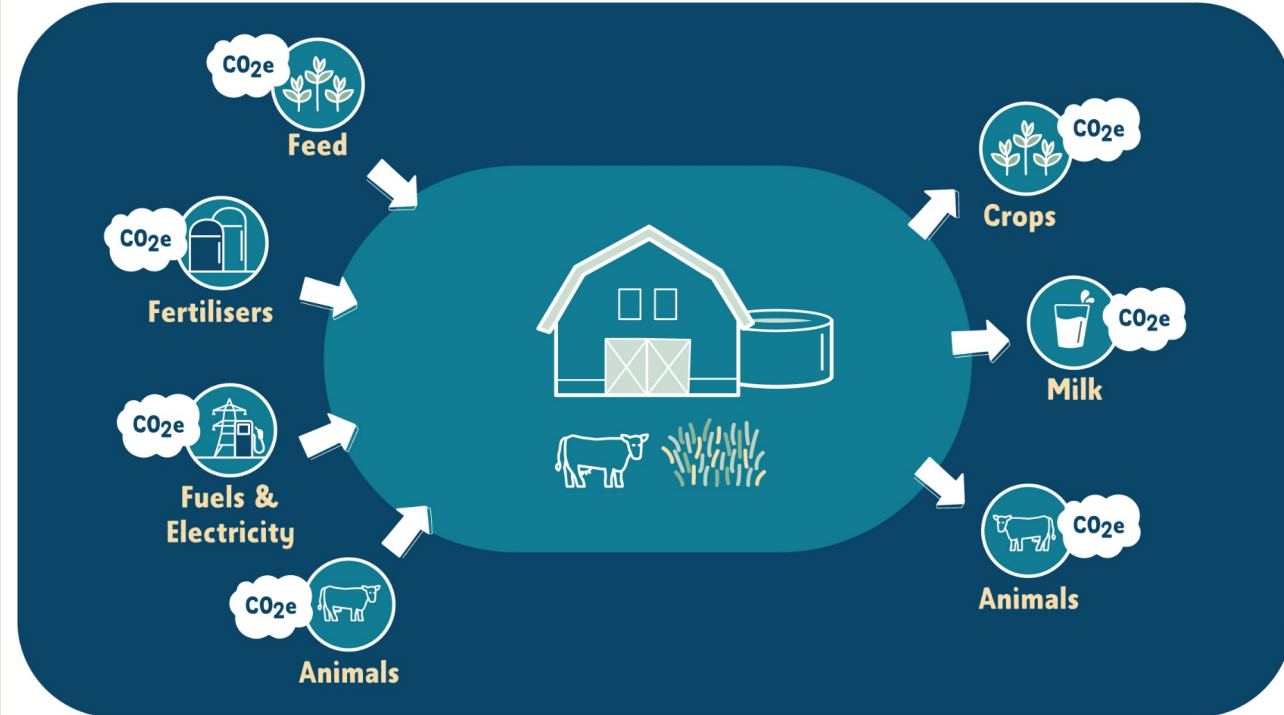 CO2e
Feed
CO2e
Fertilisers
CO2e
Fuels &
Electricity
CO2e
Animals
CO2e
Crops
CO2e
Milk
CO2e
Animals